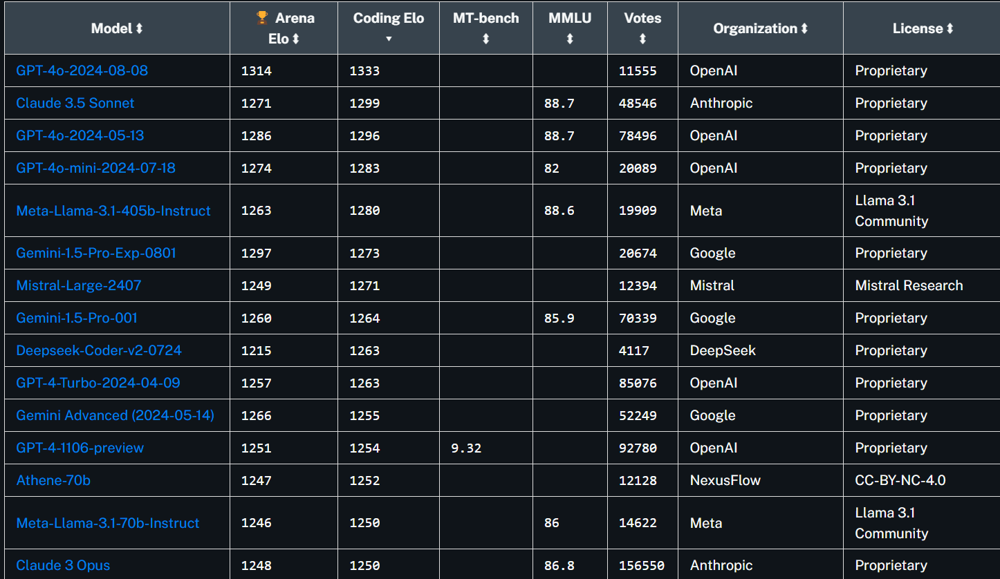 Model ⬍ 🏆 Arena Elo ⬍ Coding Elo ▼ MT-bench ⬍ MMLU ⬍ Votes ⬍ Organization ⬍ License ⬍
GPT-4o-2024-08-08 1314 1333 11555 OpenAI Proprietary
Claude 3.5 Sonnet 1271 1299 88.7 48546 Anthropic Proprietary
GPT-4o-2024-05-13 1286 1296 88.7 78496 OpenAI Proprietary
GPT-4o-mini-2024-07-18 1274 1283 82 20089 OpenAI Proprietary
Meta-Llama-3.1-405b-Instruct 1263 1280 88.6 19909 Meta Llama 3.1 Community
Gemini-1.5-Pro-Exp-0801 1297 1273 20674 Google Proprietary
Mistral-Large-2407 1249 1271 12394 Mistral Mistral Research
Gemini-1.5-Pro-001 1260 1264 85.9 70339 Google Proprietary
Deepseek-Coder-v2-0724 1215 1263 4117 DeepSeek Proprietary
GPT-4-Turbo-2024-04-09 1257 1263 85076 OpenAI Proprietary
Gemini Advanced (2024-05-14) 1266 1255 52249 Google Proprietary
GPT-4-1106-preview 1251 1254 9.32 92780 OpenAI Proprietary
Athene-70b 1247 1252 12128 NexusFlow CC-BY-NC-4.0
Meta-Llama-3.1-70b-Instruct 1246 1250 86 14622 Meta Llama 3.1 Community
Claude 3 Opus 1248 1250 86.8 156550 Anthropic Proprietary